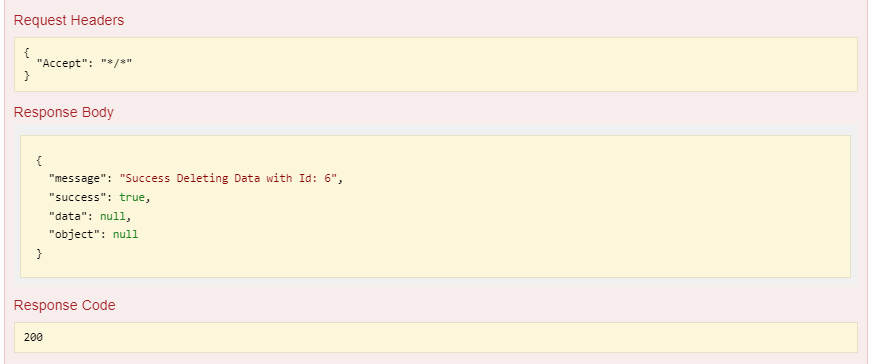 Request Headers
{
  "Accept": "*/*"
}
Response Body
{
  "message": "Success Deleting Data with Id: 6",
  "success": true,
  "data": null,
  "object": null
}
Response Code
200